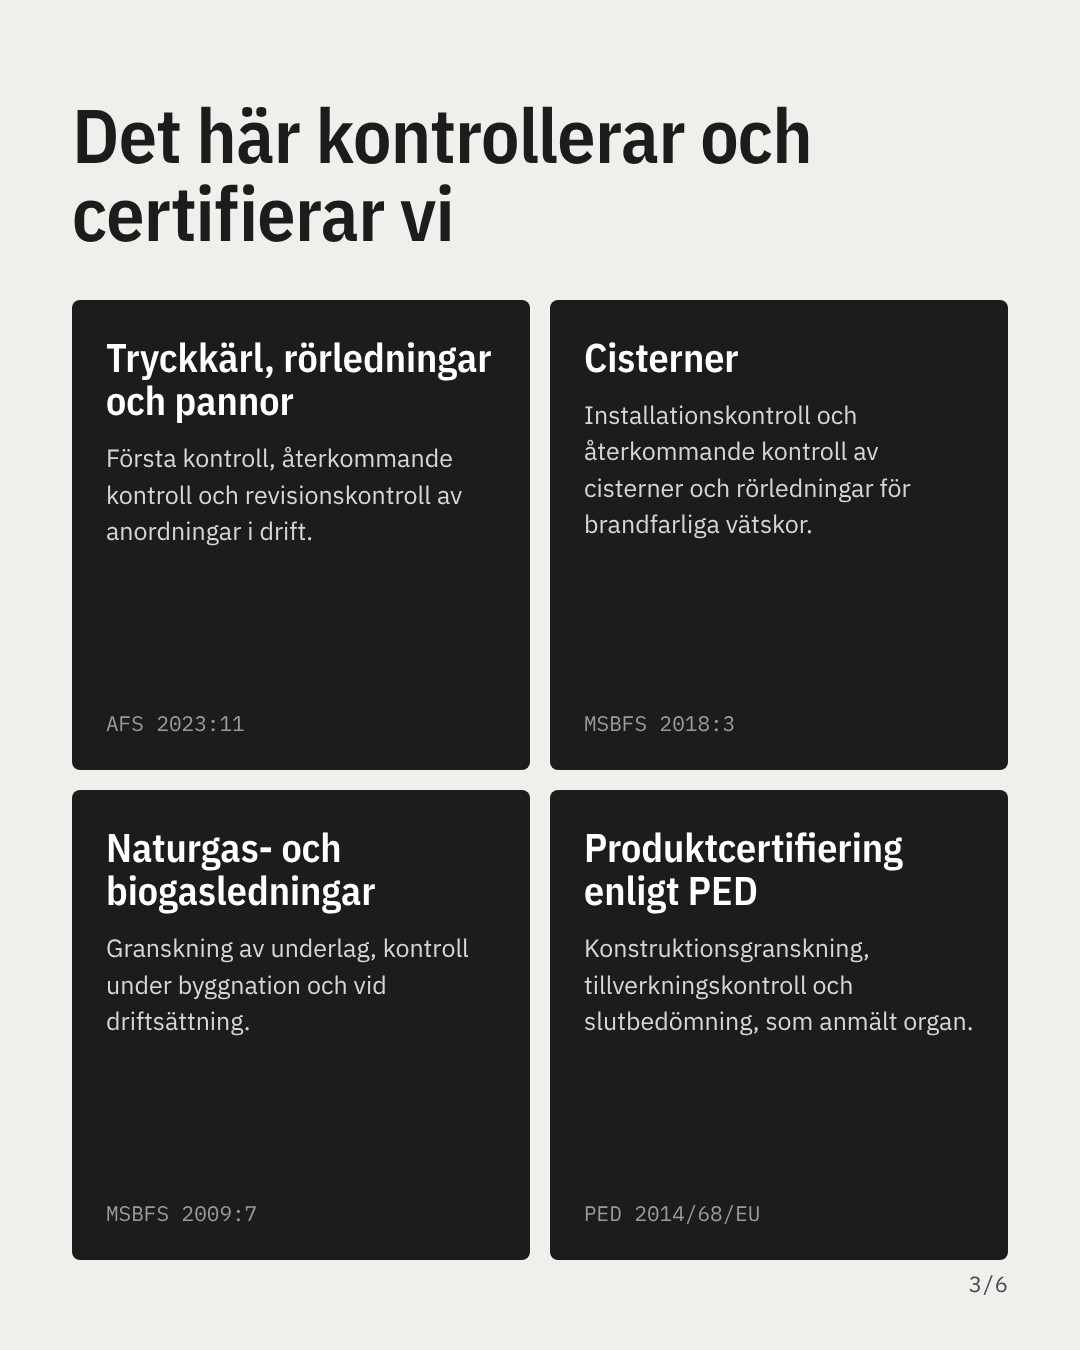 Det här kontrollerar och
certifierar vi
Tryckkärl, rörledningar
och pannor
Första kontroll, återkommande
kontroll och revisionskontroll av
anordningar i drift.
AFS 2023:11
Cisterner
Installationskontroll och
återkommande kontroll av
cisterner och rörledningar för
brandfarliga vätskor.
MSBFS 2018:3
Naturgas- och
biogasledningar
Granskning av underlag, kontroll
under byggnation och vid
driftsättning.
MSBFS 2009:7
Produktcertifiering
enligt PED
Konstruktionsgranskning,
tillverkningskontroll och
slutbedömning, som anmält organ.
PED 2014/68/EU
3/6